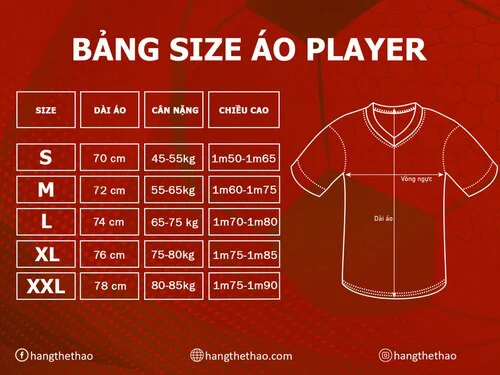 BẢNG SIZE ÁO PLAYER
SIZE DÀI ÁO CÂN NẶNG CHIỀU CAO
S 70 cm 45-55kg 1m50-1m65
M 72 cm 55-65kg 1m60-1m75
L 74 cm 65-75 kg 1m70-1m80
XL 76 cm 75-80kg 1m75-1m85
XXL 78 cm 80-85kg 1m75-1m90
Vòng ngực
Dài áo
hangthethao hangthethao.com hangthethao